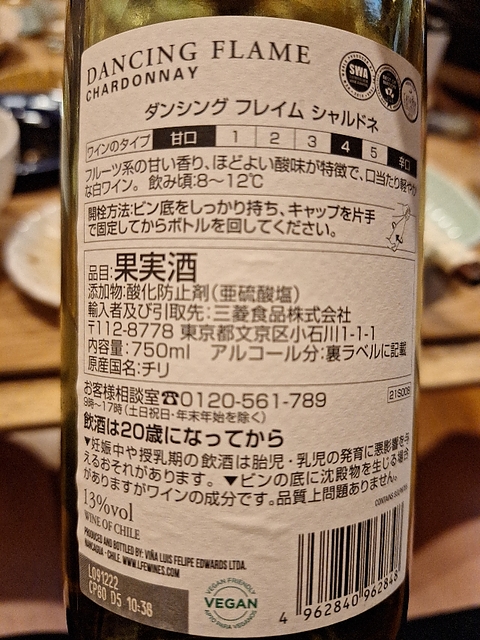 DANCING FLAME
CHARDONNAY
SWA
ダンシング フレイム シャルドネ
ワインのタイプ 甘口 1 2 3 4 5 辛口
フルーツ系の甘い香り、ほどよい酸味が特徴で、口当たり軽やか
な白ワイン。 飲み頃:8〜12℃
開栓方法:ビン底をしっかり持ち、キャップを片手
で固定してからボトルを回してください。
品目:果実酒
添加物:酸化防止剤(亜硫酸塩)
輸入者及び引取先:三菱食品株式会社
〒112-8778 東京都文京区小石川1-1-1
内容量:750ml アルコール分:裏ラベルに記載
原産国名:チリ
21S009
お客様相談室☎0120-561-789
9時〜17時(土日祝日・年末年始を除く)
飲酒は20歳になってから
▼妊娠中や授乳期の飲酒は胎児・乳児の発育に悪影響を与
えるおそれがあります。▼ビンの底に沈殿物を生じる場合
がありますがワインの成分です。品質上問題ありません。
CONTAINS SULPHITES
13%vol
WINE OF CHILE
PRODUCED AND BOTTLED BY: VIÑA LUIS FELIPE EDWARDS LTDA.
NANCAGUA - CHILE. WWW.LFEWINES.COM
L091222
CP80 D5 10:38
VEGAN FRIENDLY
VEGAN
APTO PARA VEGANOS
4 962840 962848